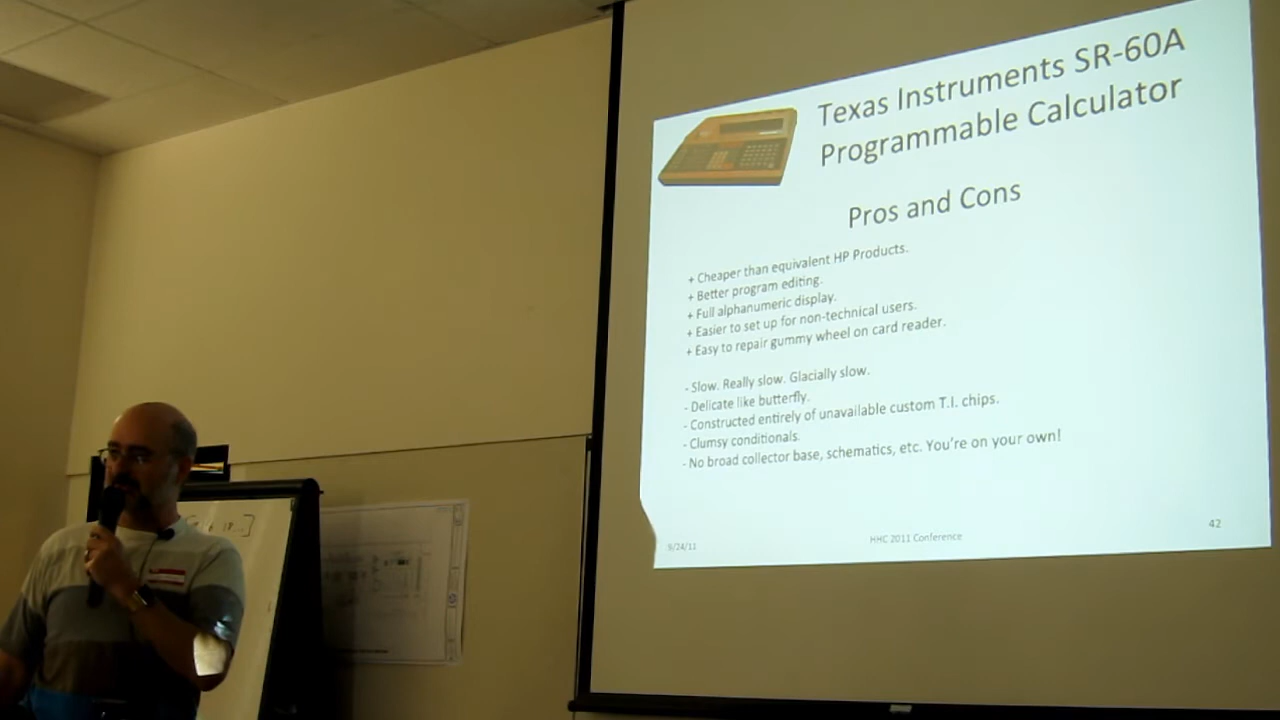 Texas Instruments SR-60A
Programmable Calculator
Pros and Cons
+ Cheaper than equivalent HP Products.
+ Better program editing.
+ Full alphanumeric display.
+ Easier to set up for non-technical users.
+ Easy to repair gummy wheel on card reader.
- Slow. Really slow. Glacially slow.
- Delicate like butterfly.
- Constructed entirely of unavailable custom T.I. chips.
- Clumsy conditionals.
- No broad collector base, schematics, etc. You're on your own!
9/24/11
HHC 2011 Conference
42